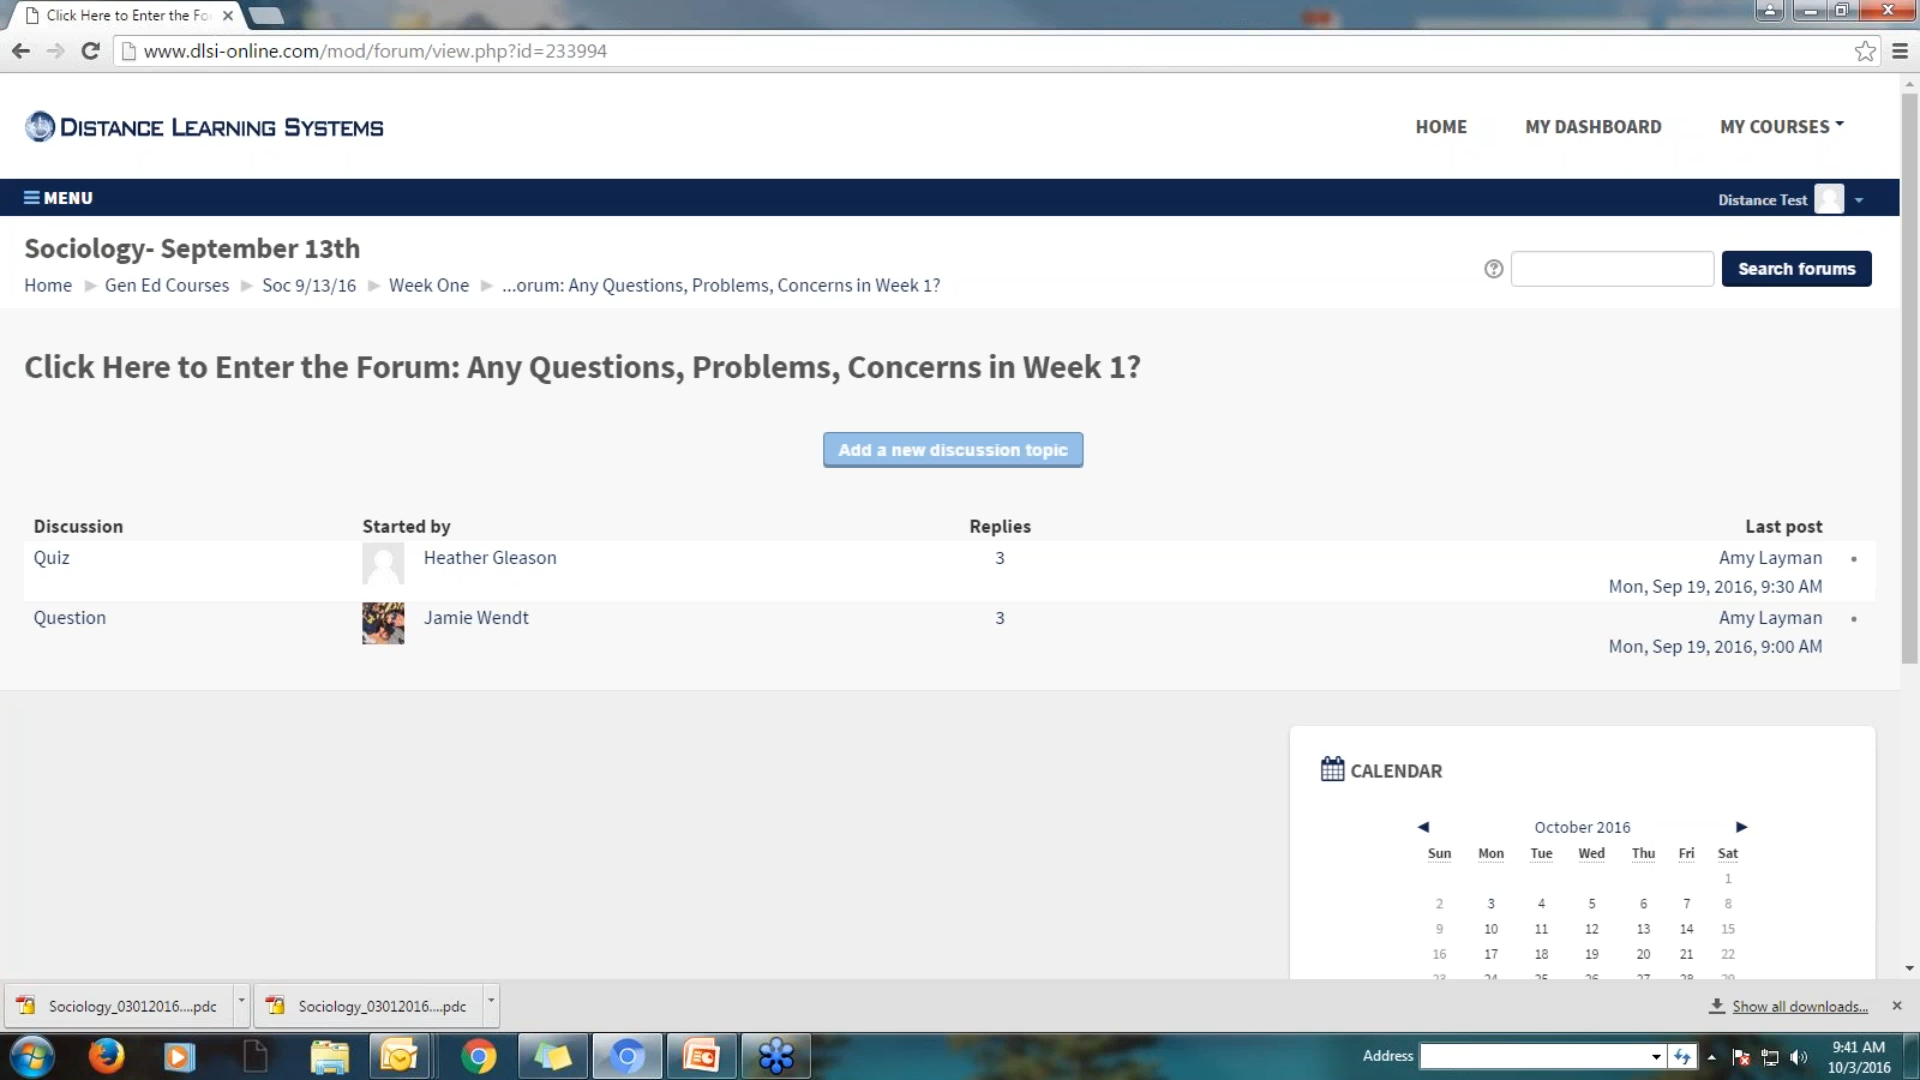 Click Here to Enter the Fo
www.dlsi-online.com/mod/forum/view.php?id=233994
DISTANCE LEARNING SYSTEMS
HOME MY DASHBOARD MY COURSES
MENU
Distance Test
Sociology- September 13th
Home Gen Ed Courses Soc 9/13/16 Week One ...orum: Any Questions, Problems, Concerns in Week 1?
Search forums
Click Here to Enter the Forum: Any Questions, Problems, Concerns in Week 1?
Add a new discussion topic
Discussion Started by Replies Last post
Quiz Heather Gleason 3 Amy Layman
Mon, Sep 19, 2016, 9:30 AM
Question Jamie Wendt 3 Amy Layman
Mon, Sep 19, 2016, 9:00 AM
CALENDAR
October 2016
Sun Mon Tue Wed Thu Fri Sat
1
2 3 4 5 6 7 8
9 10 11 12 13 14 15
16 17 18 19 20 21 22
23 24 25 26 27 28 29
Sociology_03012016....pdc Sociology_03012016....pdc Show all downloads...
Address
9:41 AM
10/3/2016